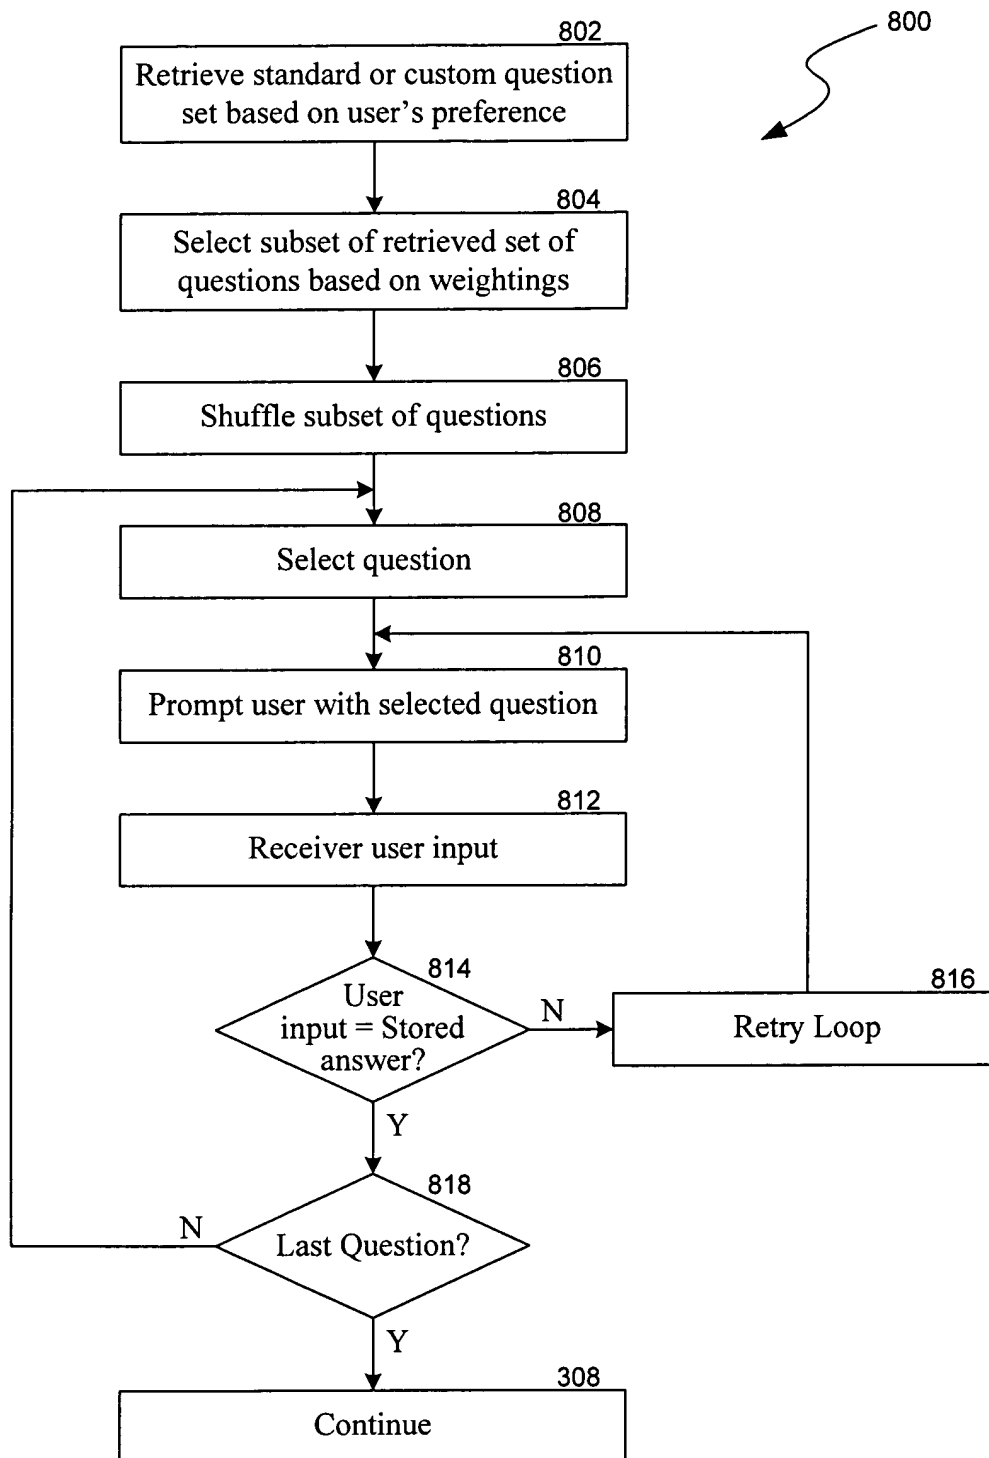 800
802
Retrieve standard or custom question
set based on user's preference
804
Select subset of retrieved set of
questions based on weightings
806
Shuffle subset of questions
808
Select question
810
Prompt user with selected question
812
Receiver user input
814
User
input = Stored
answer?
N
816
Retry Loop
Y
818
Last Question?
N
Y
308
Continue